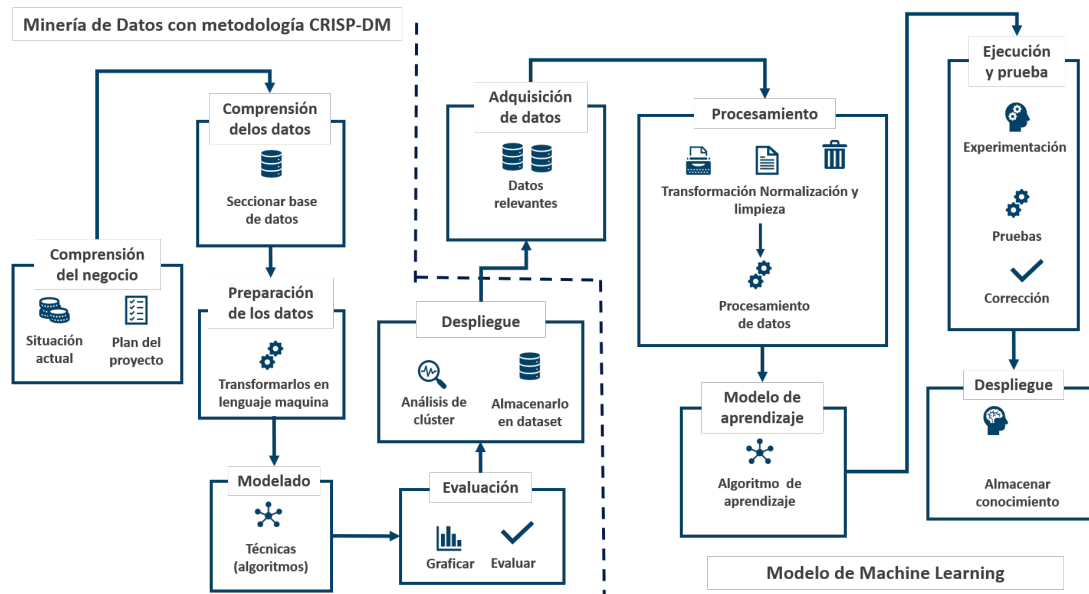 Minería de Datos con metodología CRISP-DM
Comprensión
del negocio
Situación
actual
Plan del
proyecto
Comprensión
delos datos
Seccionar base
de datos
Preparación
de los datos
Transformarlos en
lenguaje maquina
Modelado
Técnicas
(algoritmos)
Evaluación
Graficar
Evaluar
Despliegue
Análisis de
clúster
Almacenarlo
en dataset
Adquisición
de datos
Datos
relevantes
Procesamiento
Transformación Normalización y
limpieza
Procesamiento
de datos
Modelo de
aprendizaje
Algoritmo de
aprendizaje
Ejecución
y prueba
Experimentación
Pruebas
Corrección
Despliegue
Almacenar
conocimiento
Modelo de Machine Learning